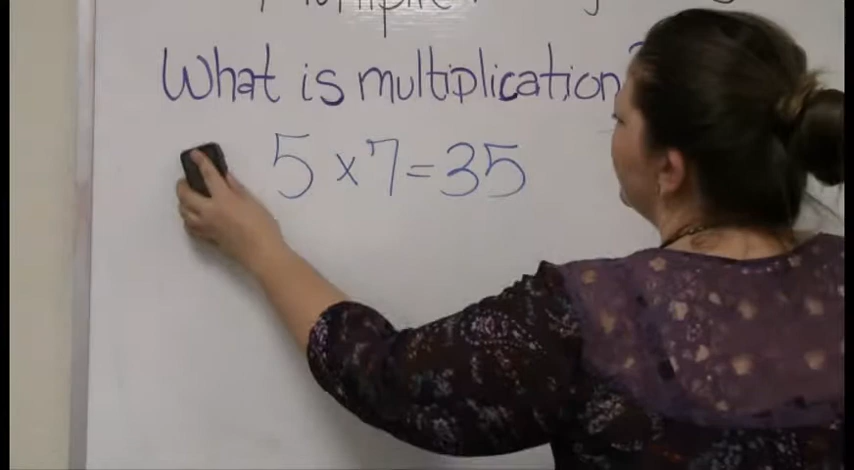 What is multiplication?
5 x 7 = 35